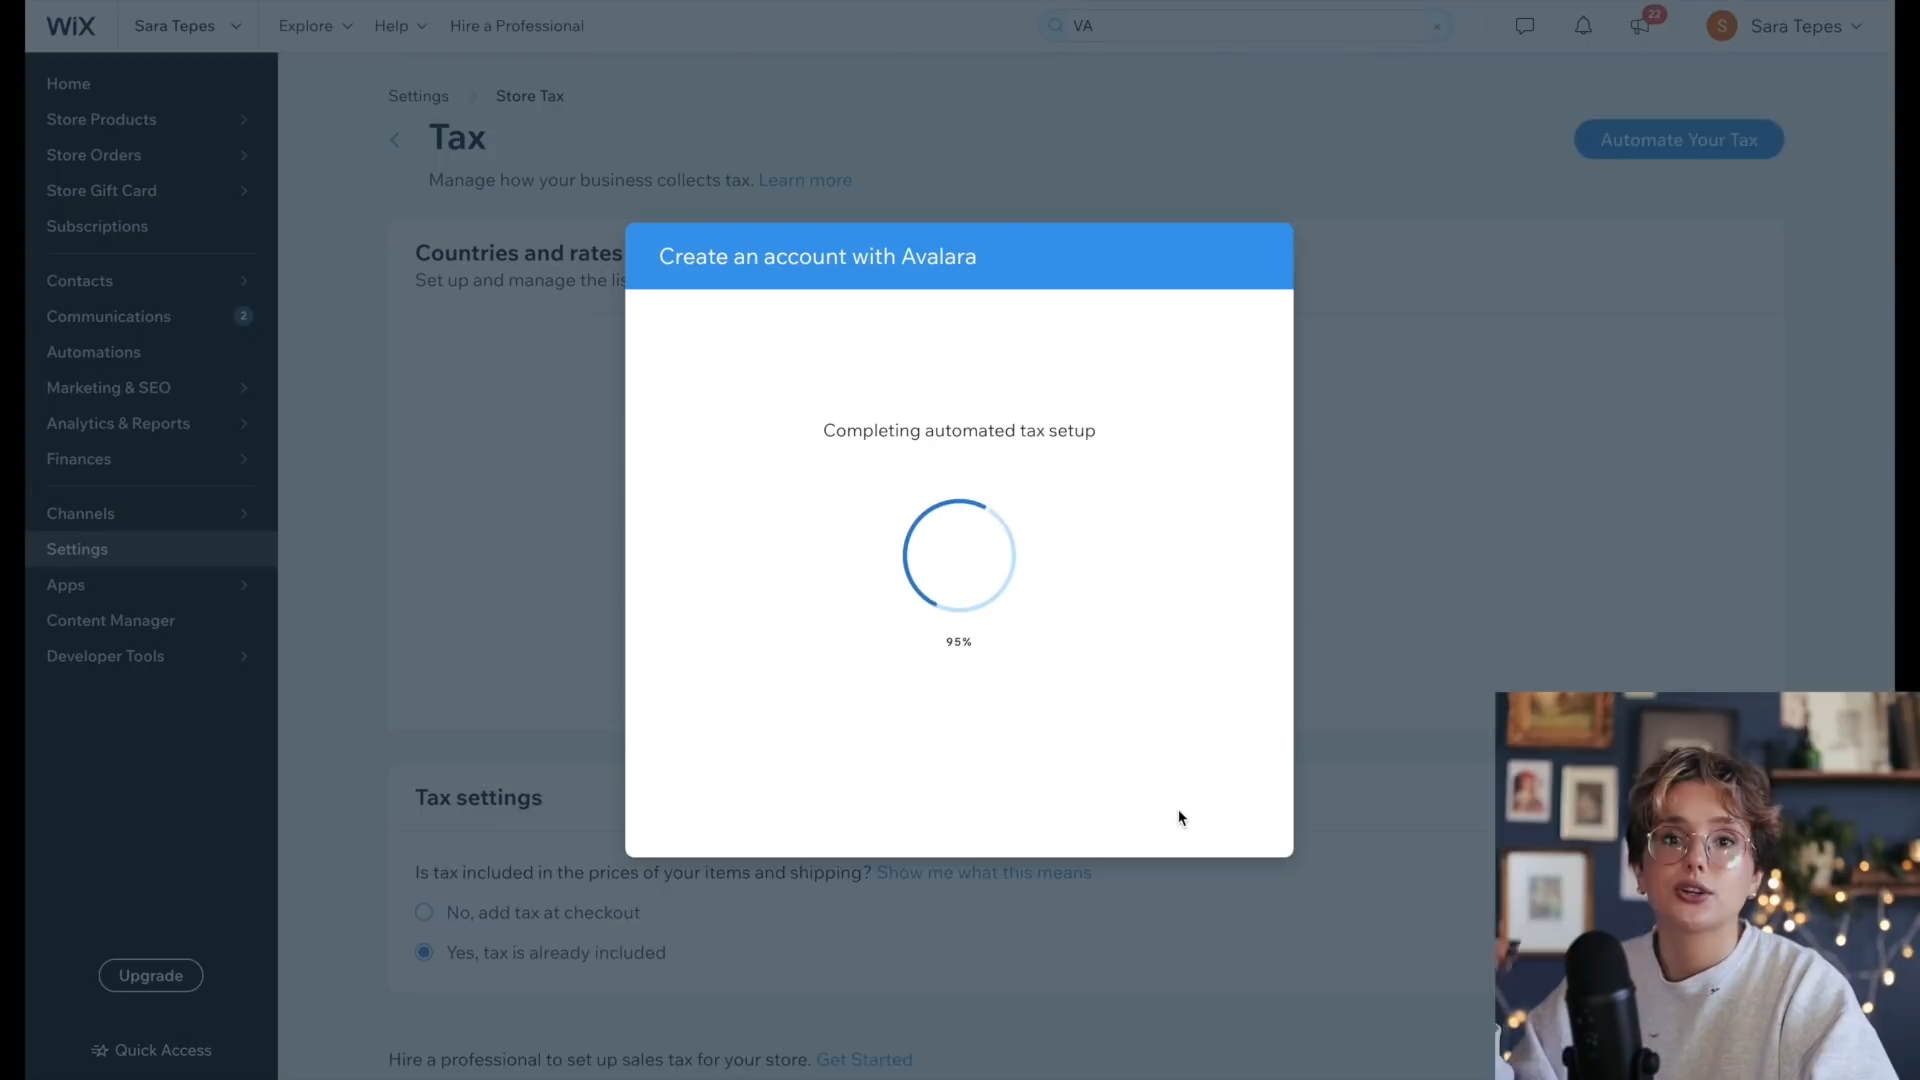 WiX
Sara Tepes
Explore
Help
Hire a Professional
VA
22
S
Sara Tepes
Home
Store Products
Store Orders
Store Gift Card
Subscriptions
Contacts
Communications
2
Automations
Marketing & SEO
Analytics & Reports
Finances
Channels
Settings
Apps
Content Manager
Developer Tools
Upgrade
Quick Access
Settings
Store Tax
Tax
Automate Your Tax
Manage how your business collects tax. Learn more
Countries and rates
Set up and manage the lis
Create an account with Avalara
Completing automated tax setup
95%
Tax settings
Is tax included in the prices of your items and shipping? Show me what this means
No, add tax at checkout
Yes, tax is already included
Hire a professional to set up sales tax for your store. Get Started